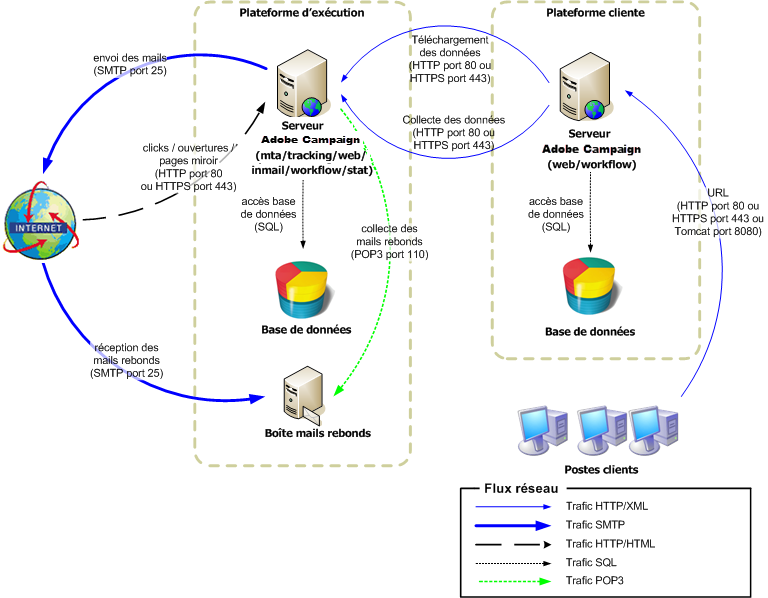 Plateforme d'exécution
Plateforme cliente
envoi des mails
(SMTP port 25)
Téléchargement
des données
(HTTP port 80 ou
HTTPS port 443)
Collecte des données
(HTTP port 80 ou
HTTPS port 443)
clicks / ouvertures /
pages miroir
(HTTP port 80
ou HTTPS port 443)
Serveur
Adobe Campaign
(mta/tracking/web/
inmail/workflow/stat)
Serveur
Adobe Campaign
(web/workflow)
INTERNET
accès base
de données
(SQL)
collecte des
mails rebonds
(POP3 port 110)
accès base
de données
(SQL)
URL
(HTTP port 80 ou
HTTPS port 443 ou
Tomcat port 8080)
Base de données
Base de données
réception des
mails rebonds
(SMTP port 25)
Boîte mails rebonds
Postes clients
Flux réseau
Trafic HTTP/XML
Trafic SMTP
Trafic HTTP/HTML
Trafic SQL
Trafic POP3